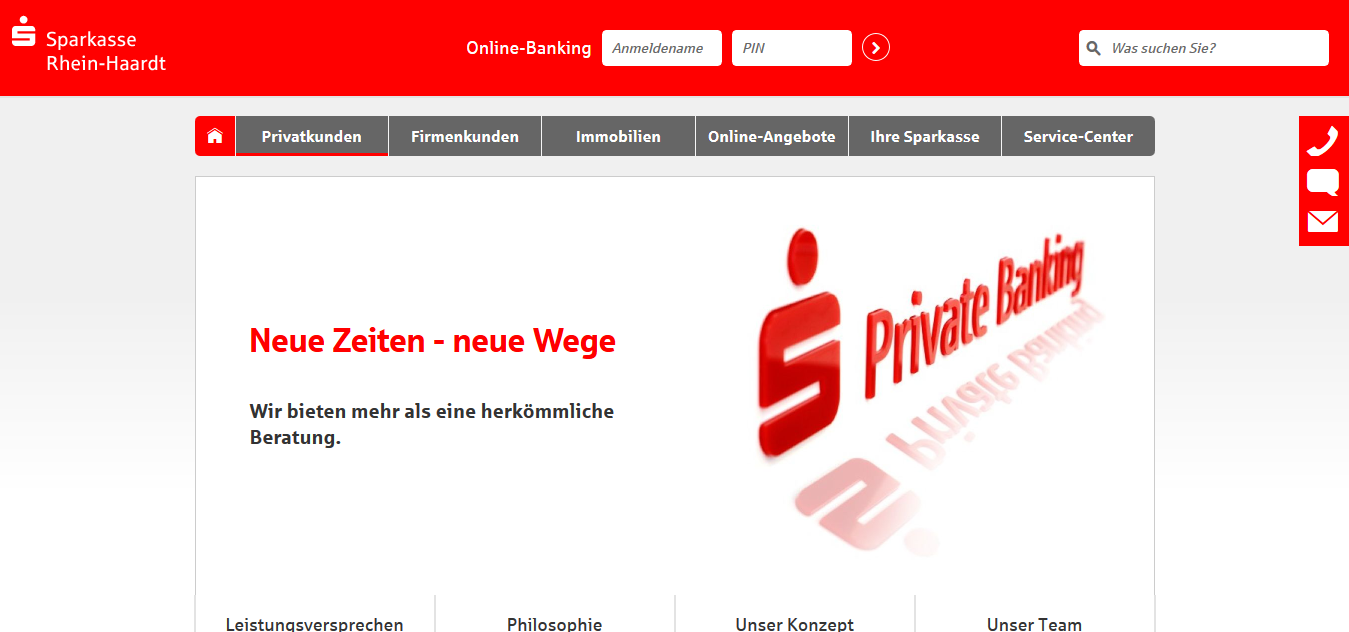 Sparkasse
Rhein-Haardt
Online-Banking
Anmeldename
PIN
Was suchen Sie?
Privatkunden
Firmenkunden
Immobilien
Online-Angebote
Ihre Sparkasse
Service-Center
Neue Zeiten - neue Wege
Wir bieten mehr als eine herkömmliche
Beratung.
Private Banking
Leistungsversprechen
Philosophie
Unser Konzept
Unser Team